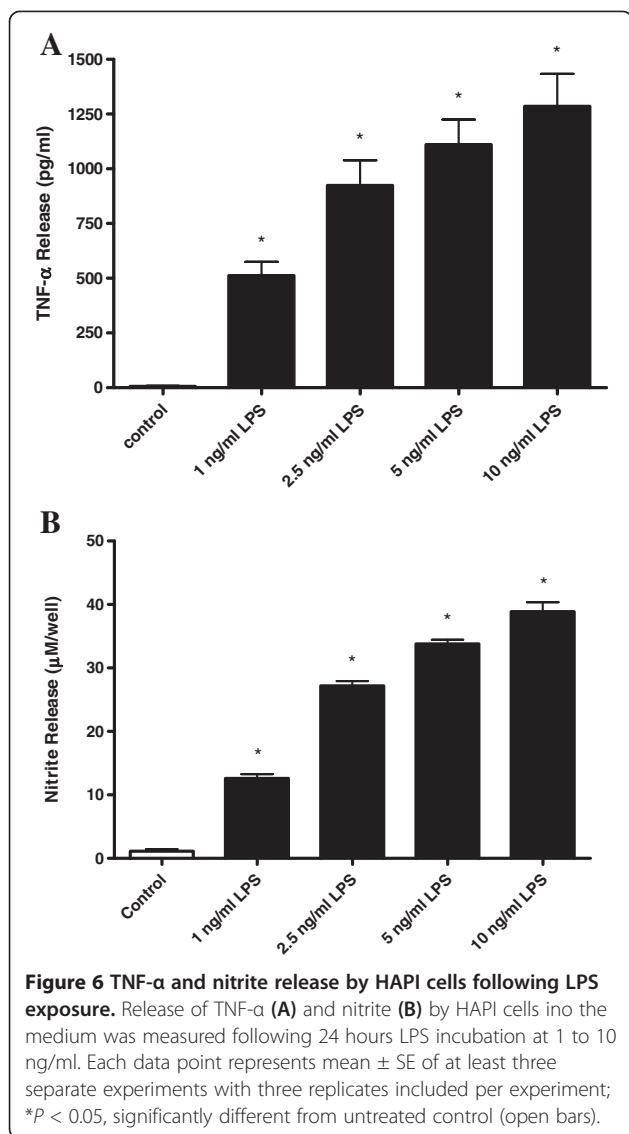 A
TNF-α Release (pg/ml)
1500
1250
1000
750
500
250
0
* * * * 
control
1 ng/ml LPS
2.5 ng/ml LPS
5 ng/ml LPS
10 ng/ml LPS
B
Nitrite Release (μM/well)
50
40
30
20
10
0
* * * *
Control
1 ng/ml LPS
2.5 ng/ml LPS
5 ng/ml LPS
10 ng/ml LPS
Figure 6 TNF-α and nitrite release by HAPI cells following LPS
exposure. Release of TNF-α (A) and nitrite (B) by HAPI cells ino the
medium was measured following 24 hours LPS incubation at 1 to 10
ng/ml. Each data point represents mean ± SE of at least three
separate experiments with three replicates included per experiment;
*P < 0.05, significantly different from untreated control (open bars).